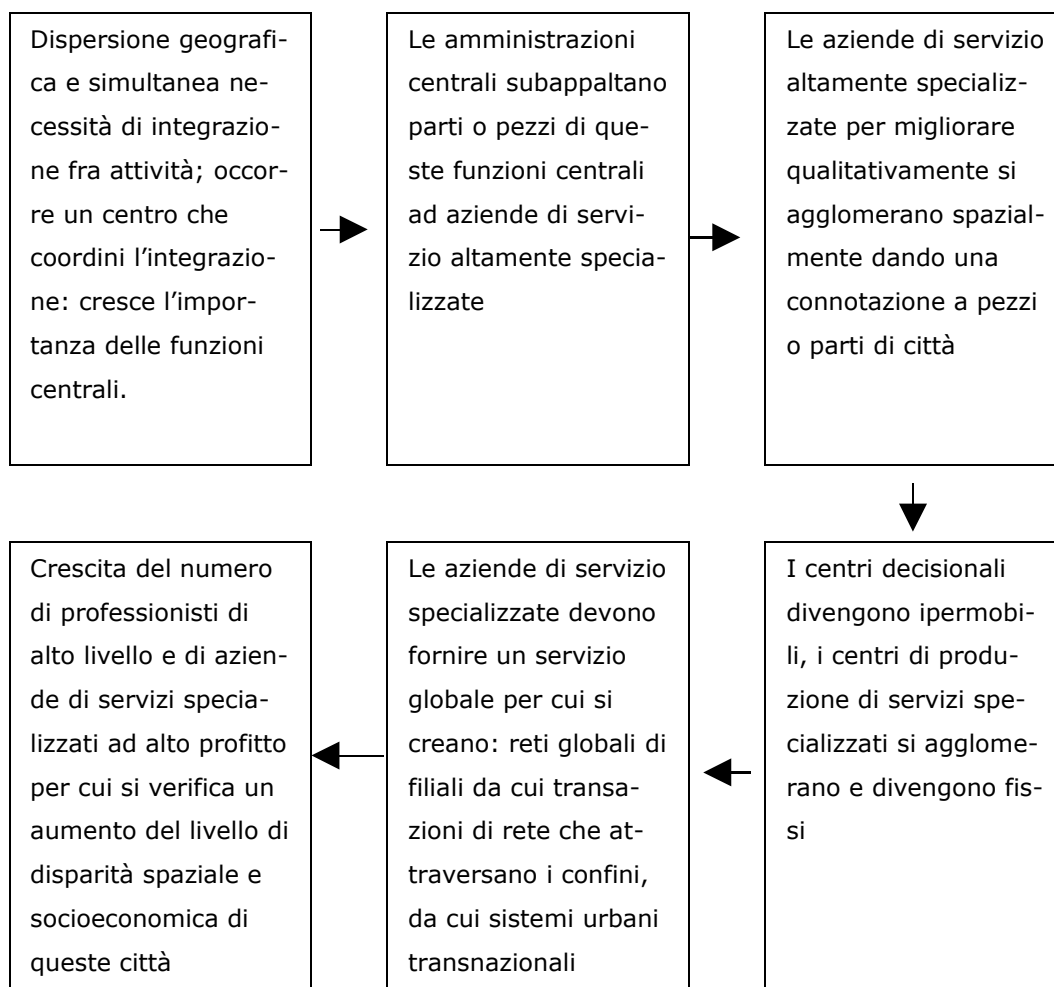 Dispersione geografi-
ca e simultanea ne-
cessità di integrazio-
ne fra attività; occor-
re un centro che
coordini l'integrazio-
ne: cresce l'impor-
tanza delle funzioni
centrali.
Le amministrazioni
centrali subappaltano
parti o pezzi di que-
ste funzioni centrali
ad aziende di servi-
zio altamente specia-
lizzate
Le aziende di servizio
altamente specializ-
zate per migliorare
qualitativamente si
agglomerano spazial-
mente dando una
connotazione a pezzi
o parti di città
I centri decisionali
divengono ipermobi-
li, i centri di produ-
zione di servizi spe-
cializzati si agglome-
rano e divengono fis-
si
Le aziende di servizio
specializzate devono
fornire un servizio
globale per cui si
creano: reti globali di
filiali da cui transa-
zioni di rete che at-
traversano i confini,
da cui sistemi urbani
transnazionali
Crescita del numero
di professionisti di
alto livello e di azien-
de di servizi specia-
lizzati ad alto profitto
per cui si verifica un
aumento del livello di
disparità spaziale e
socioeconomica di
queste città